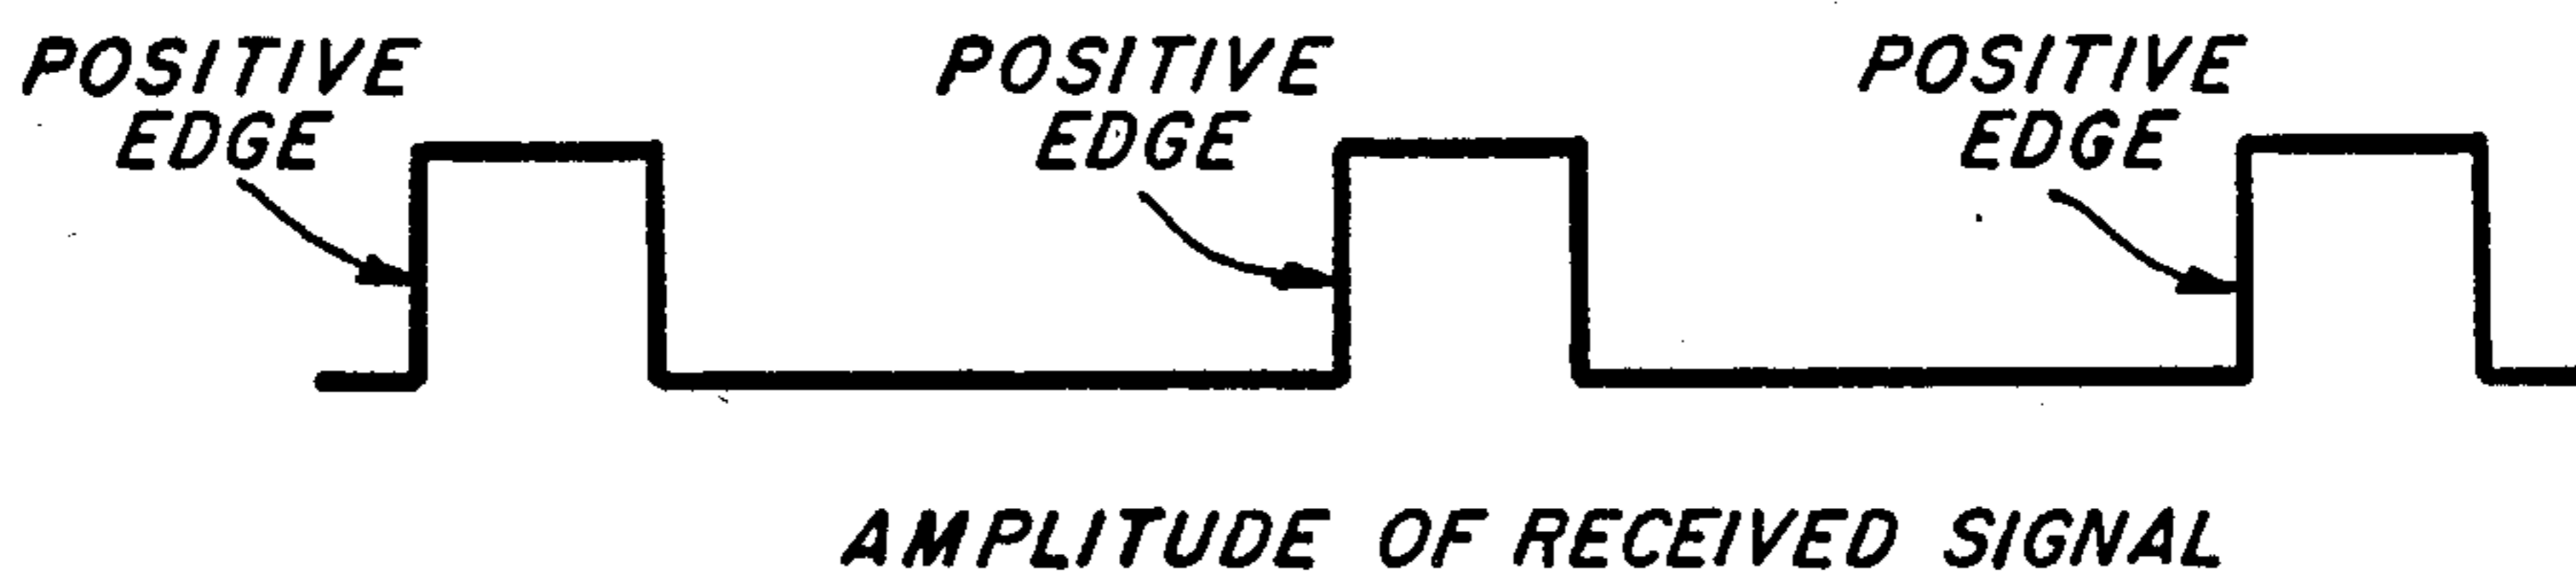 POSITIVE
EDGE
POSITIVE
EDGE
POSITIVE
EDGE
AMPLITUDE OF RECEIVED SIGNAL